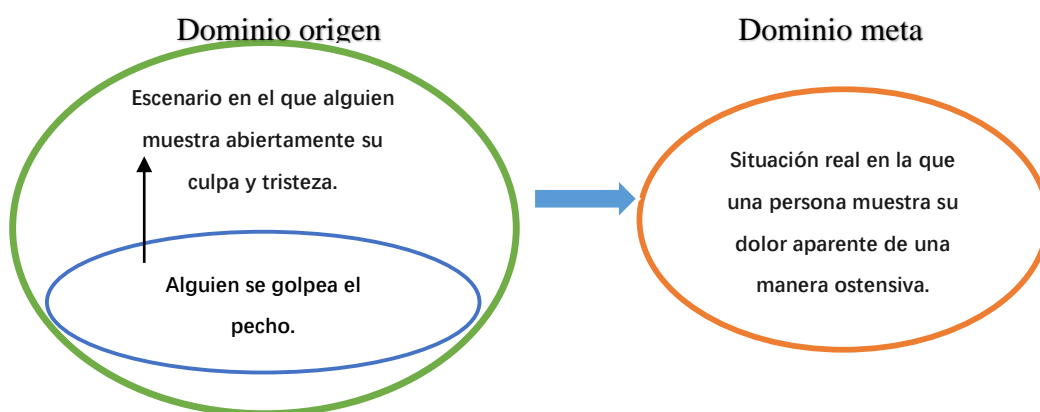 Dominio origen
Dominio meta
Escenario en el que alguien
muestra abiertamente su
culpa y tristeza.
Alguien se golpea el
pecho.
Situación real en la que
una persona muestra su
dolor aparente de una
manera ostensiva.